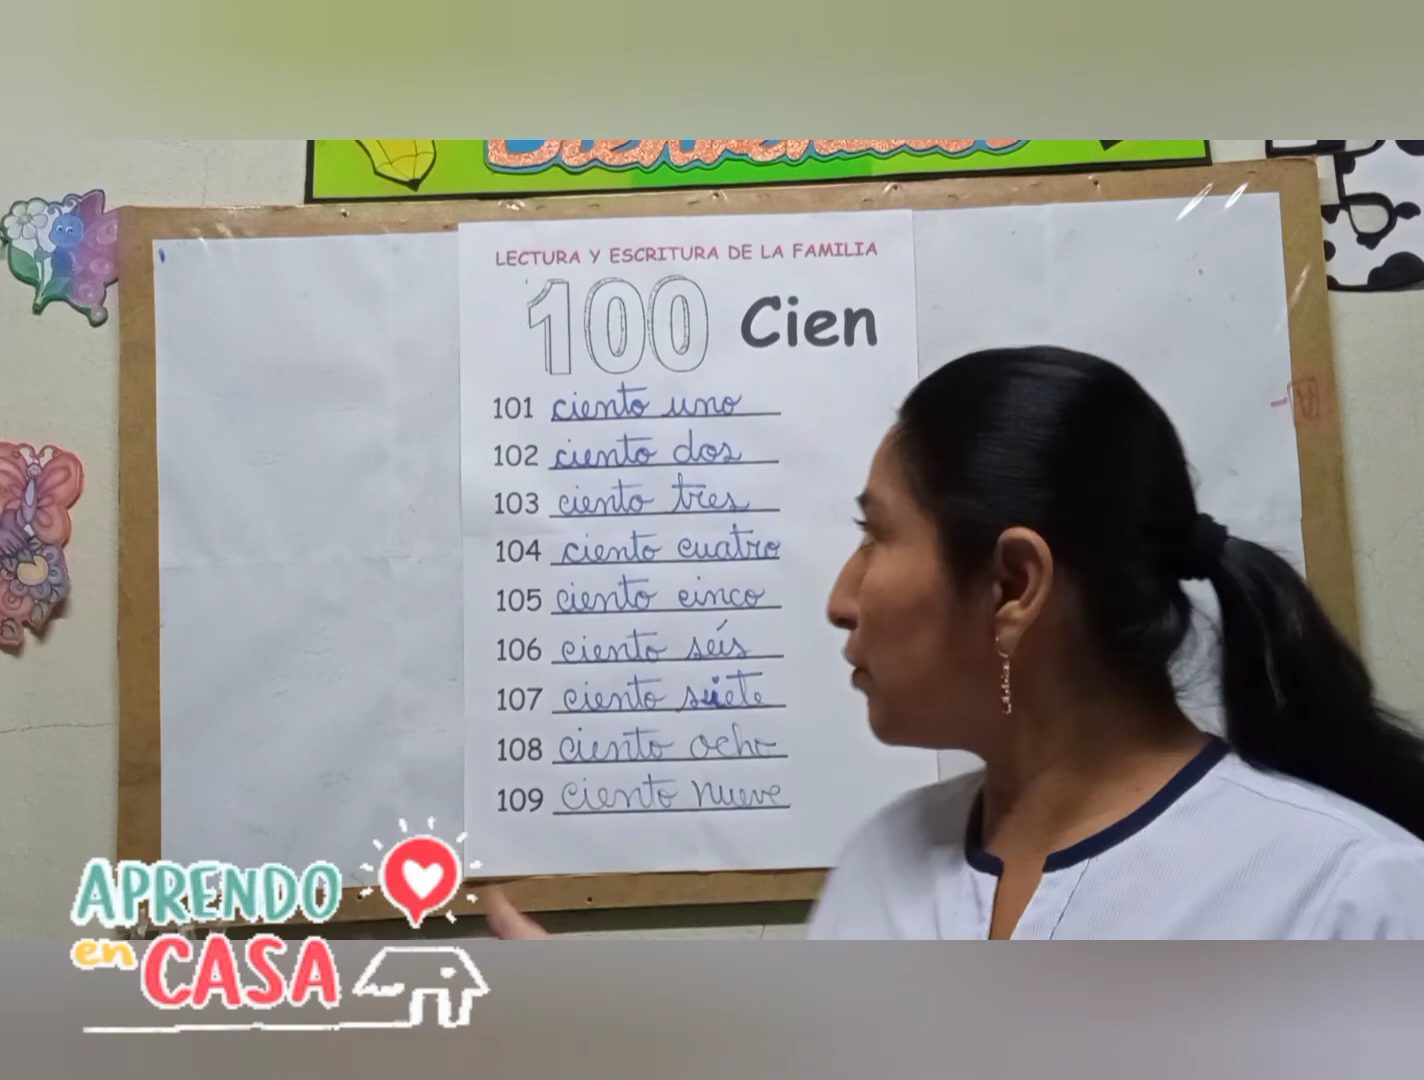 Bienvenidos
LECTURA Y ESCRITURA DE LA FAMILIA
100 Cien
101 ciento uno
102 ciento dos
103 ciento tres
104 ciento cuatro
105 ciento cinco
106 ciento séis
107 ciento siete
108 ciento ocho
109 ciento nueve
APRENDO
en CASA